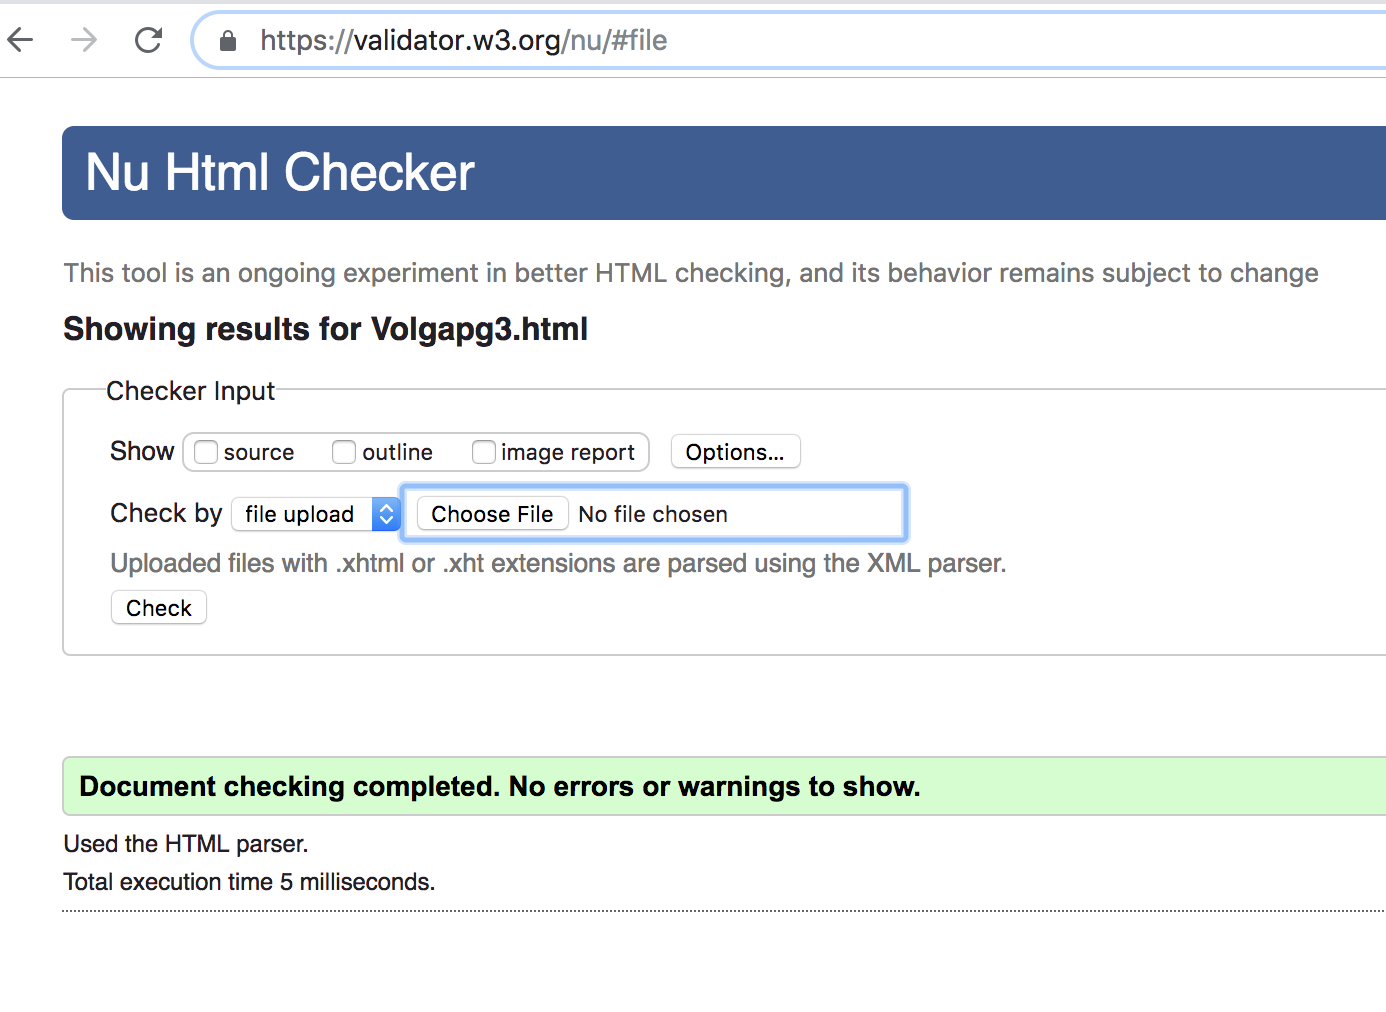 https://validator.w3.org/nu/#file
Nu Html Checker
This tool is an ongoing experiment in better HTML checking, and its behavior remains subject to change
Showing results for Volgapg3.html
Checker Input
Show source outline image report Options...
Check by file upload Choose File No file chosen
Uploaded files with .xhtml or .xht extensions are parsed using the XML parser.
Check
Document checking completed. No errors or warnings to show.
Used the HTML parser.
Total execution time 5 milliseconds.